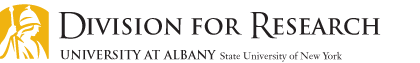 DIVISION FOR RESEARCH
UNIVERSITY AT ALBANY State University of New York